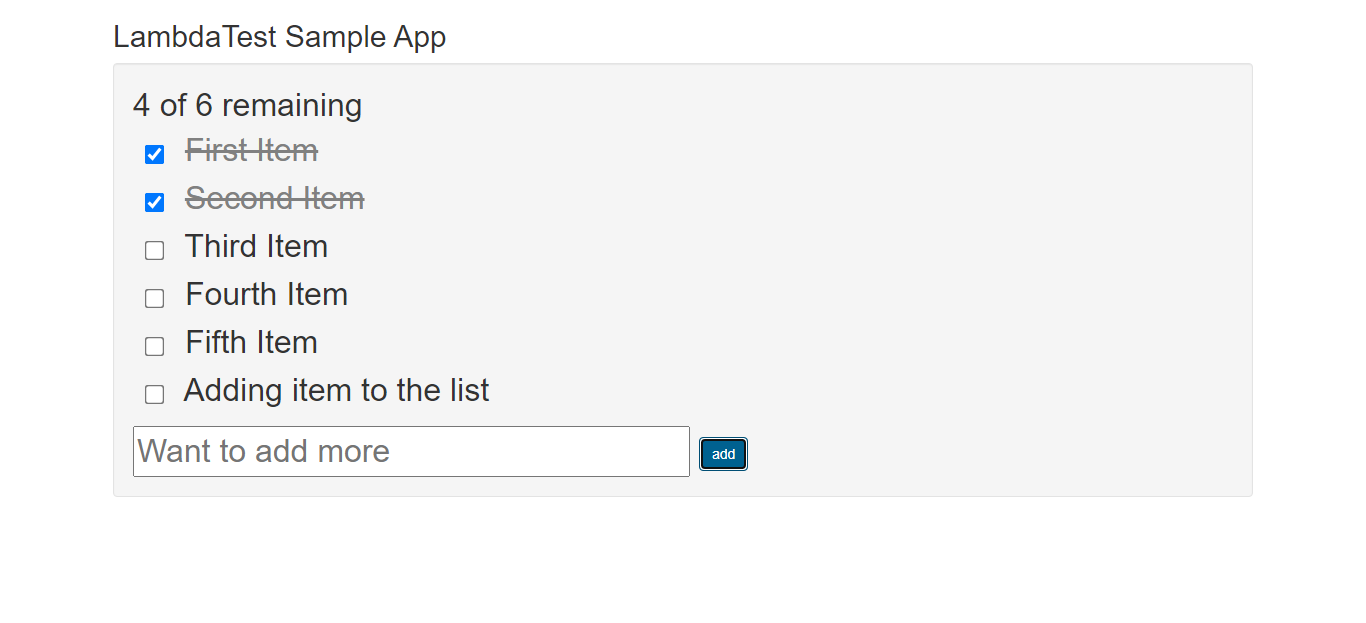 LambdaTest Sample App
4 of 6 remaining
First Item
Second Item
Third Item
Fourth Item
Fifth Item
Adding item to the list
Want to add more
add